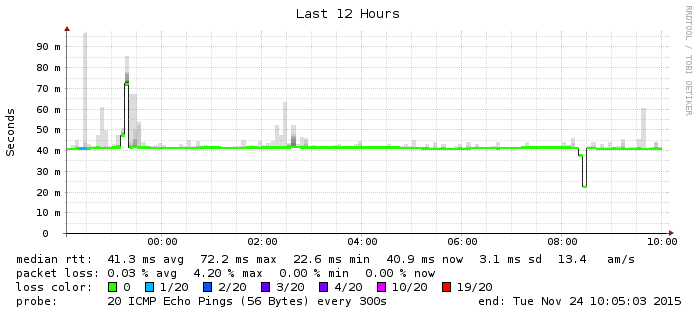 Last 12 Hours
RRDTOOL / TOBI OETIKER
Seconds
90 m
80 m
70 m
60 m
50 m
40 m
30 m
20 m
10 m
0
00:00 02:00 04:00 06:00 08:00 10:00
median rtt: 41.3 ms avg 72.2 ms max 22.6 ms min 40.9 ms now 3.1 ms sd 13.4 am/s
packet loss: 0.03 % avg 4.20 % max 0.00 % min 0.00 % now
loss color: 0 1/20 2/20 3/20 4/20 10/20 19/20
probe: 20 ICMP Echo Pings (56 Bytes) every 300s end: Tue Nov 24 10:05:03 2015